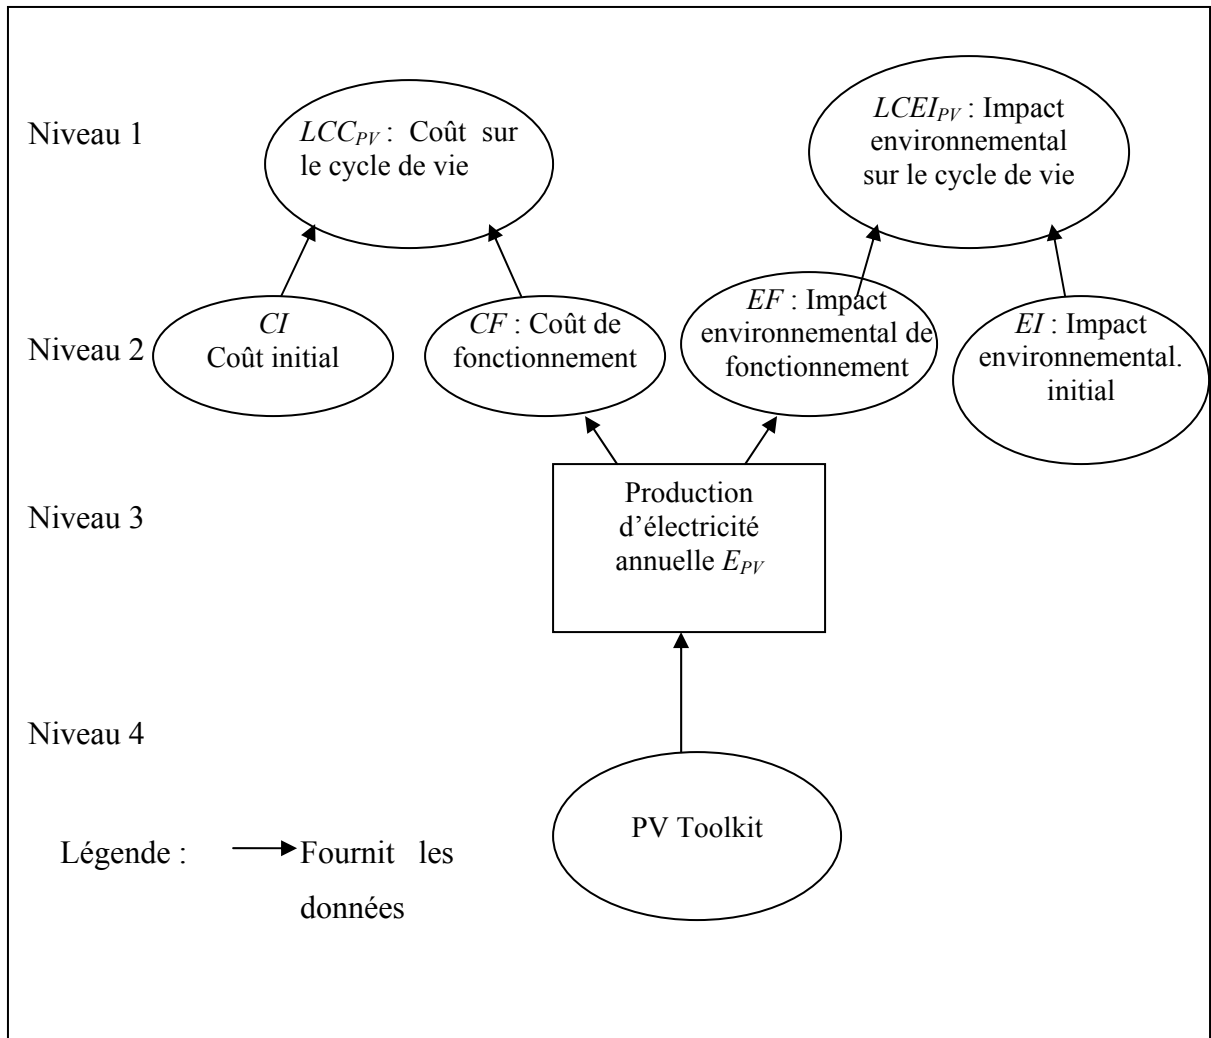 Niveau 1
LCC_PV : Coût sur
le cycle de vie
LCEI_PV : Impact
environnemental
sur le cycle de vie
Niveau 2
CI
Coût initial
CF : Coût de
fonctionnement
EF : Impact
environnemental de
fonctionnement
EI : Impact
environnemental.
initial
Niveau 3
Production
d’électricité
annuelle E_PV
Niveau 4
PV Toolkit
Légende :
Fournit les
données